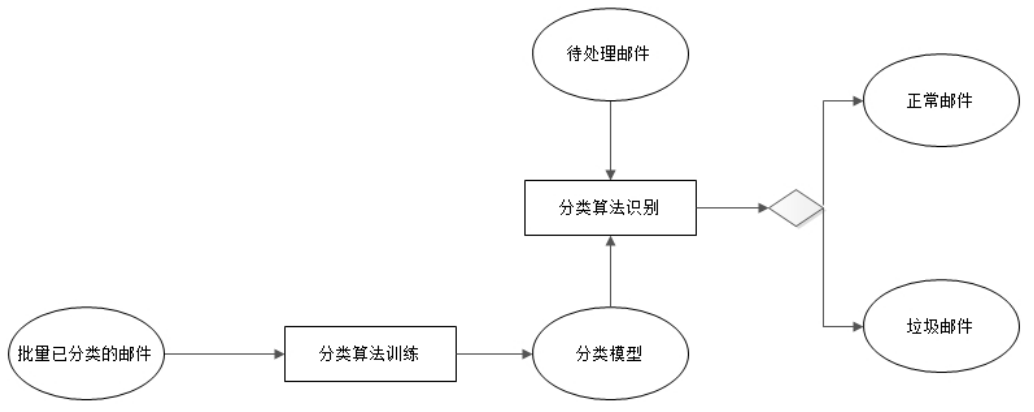 待处理邮件
正常邮件
分类算法识别
垃圾邮件
批量已分类的邮件
分类算法训练
分类模型